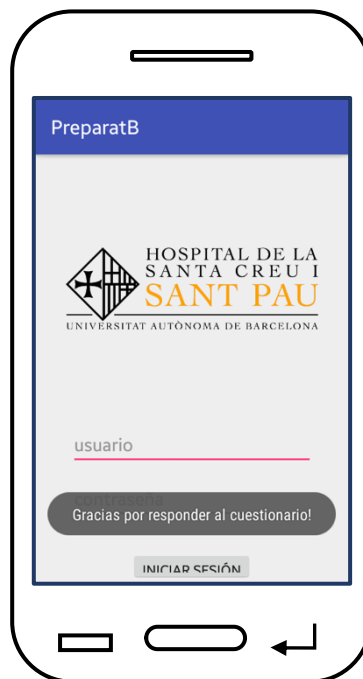 PreparatB
HOSPITAL DE LA
SANTA CREU I
SANT PAU
UNIVERSITAT AUTÒNOMA DE BARCELONA
usuario
contraseña
Gracias por responder al cuestionario!
INICIAR SESIÓN